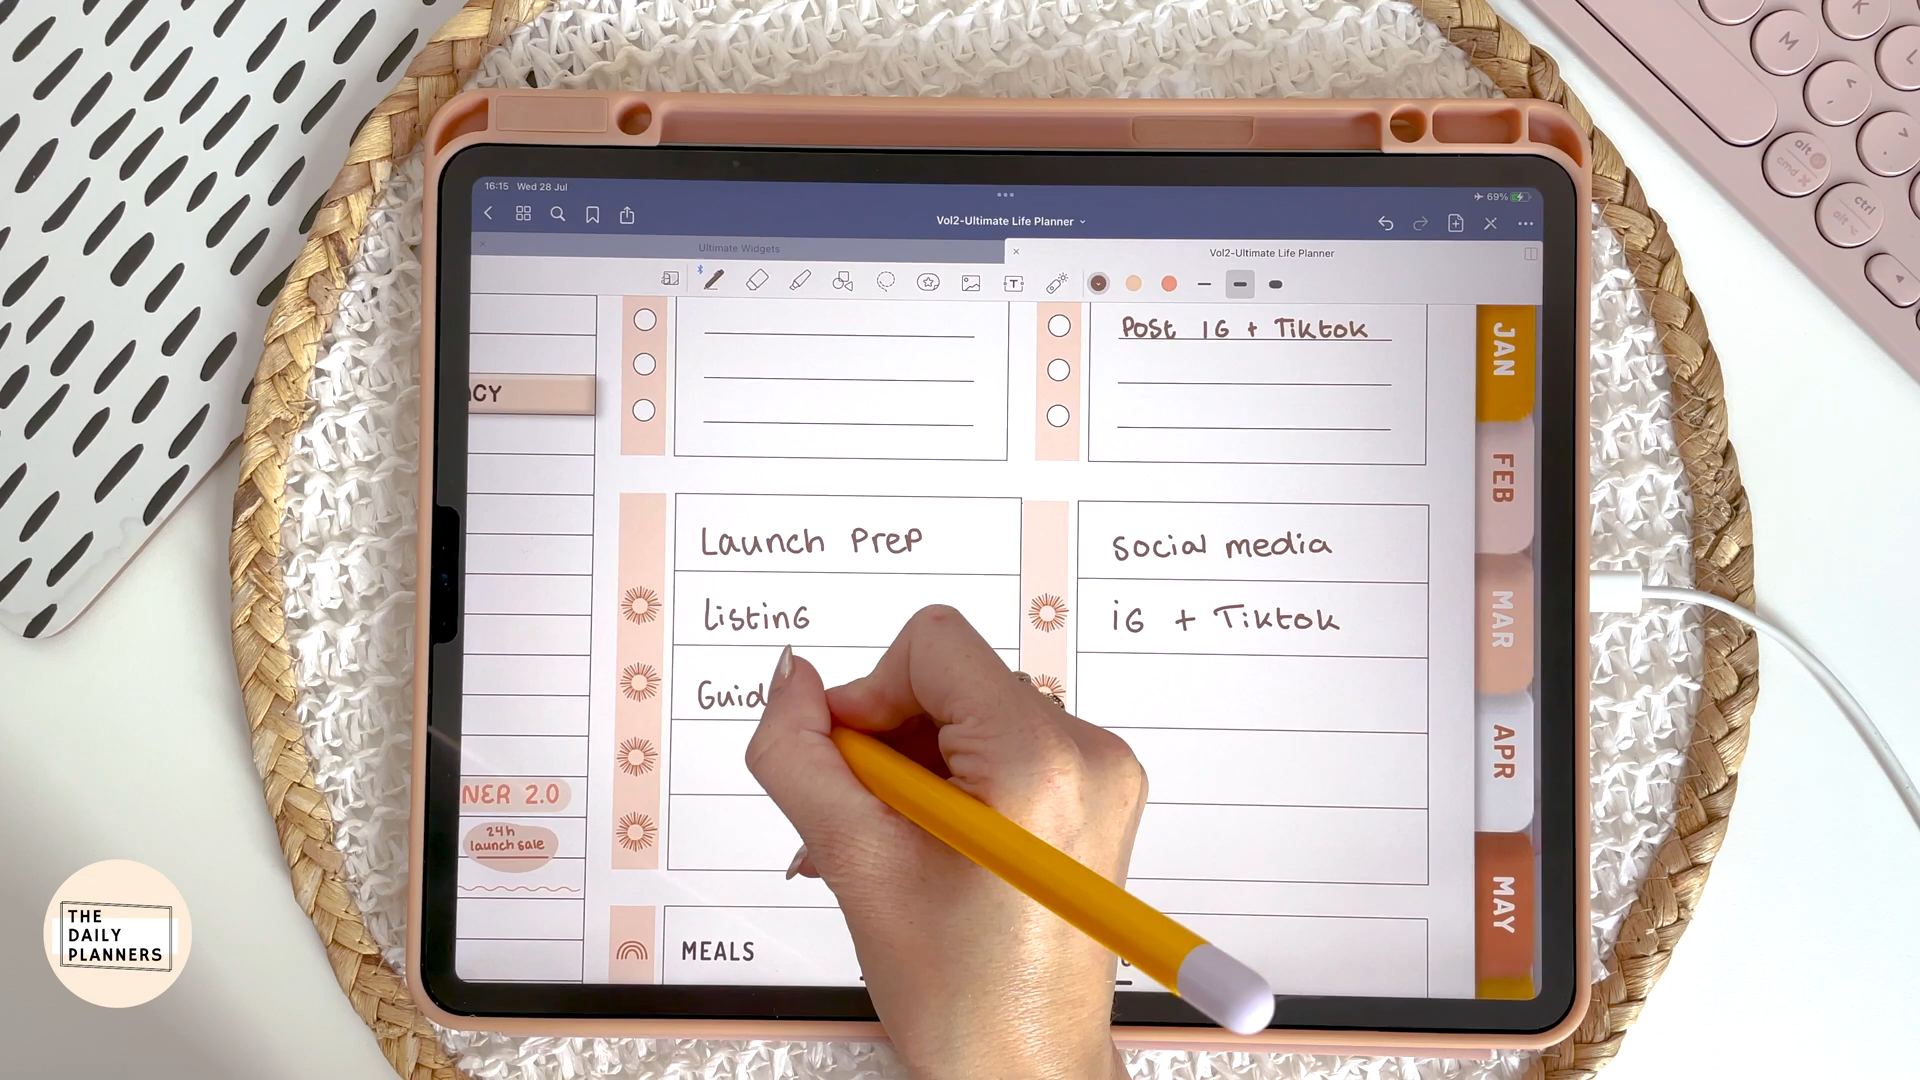 16:15 Wed 28 Jul
69%
Vol2-Ultimate Life Planner
Ultimate Widgets
Vol2-Ultimate Life Planner
Post IG + Tiktok
Launch Prep
Listing
Guid
social media
iG + Tiktok
MEALS
NER 2.0
24h
launch sale
JAN
FEB
MAR
APR
MAY
M
K
L
alt
cmd
ctrl
alt
THE
DAILY
PLANNERS